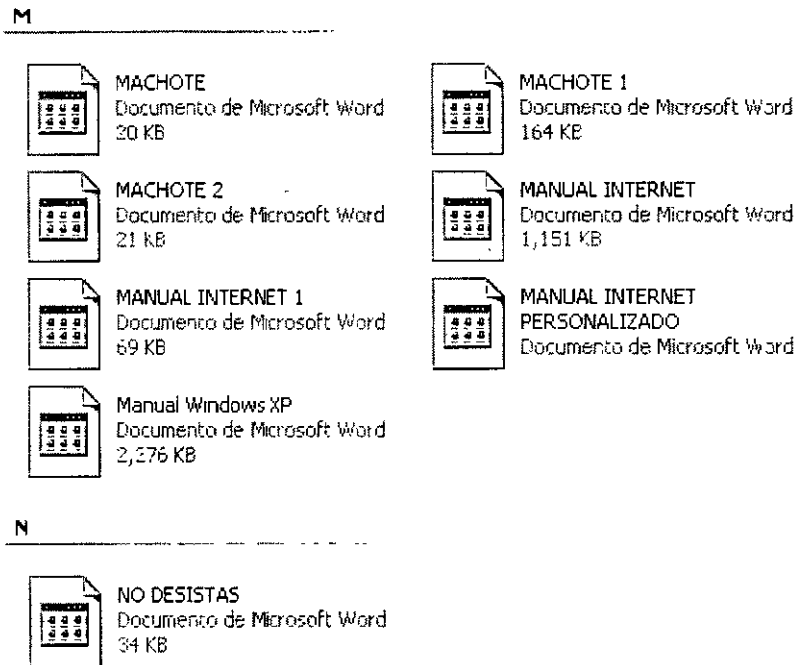 M
MACHOTE
Documento de Microsoft Word
20 KB
MACHOTE 1
Documento de Microsoft Word
164 KB
MACHOTE 2
Documento de Microsoft Word
21 KB
MANUAL INTERNET
Documento de Microsoft Word
1,151 KB
MANUAL INTERNET 1
Documento de Microsoft Word
69 KB
MANUAL INTERNET
PERSONALIZADO
Documento de Microsoft Word
Manual Windows XP
Documento de Microsoft Word
2,276 KB
N
NO DESISTAS
Documento de Microsoft Word
34 KB